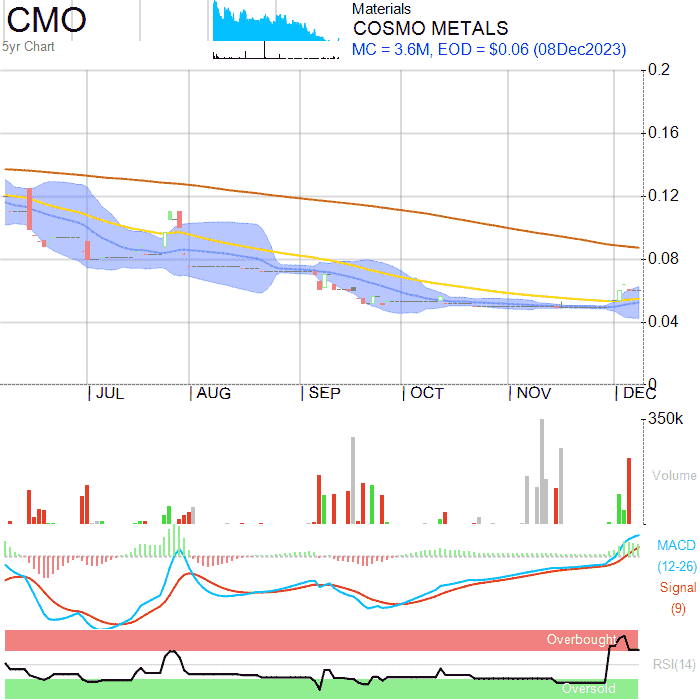 CMO
5yr Chart
Materials
COSMO METALS
MC = 3.6M, EOD = $0.06 (08Dec2023)
0.2
0.16
0.12
0.08
0.04
0
JUL AUG SEP OCT NOV DEC
350k
Volume
MACD
(12-26)
Signal
(9)
Overbought
RSI(14)
Oversold